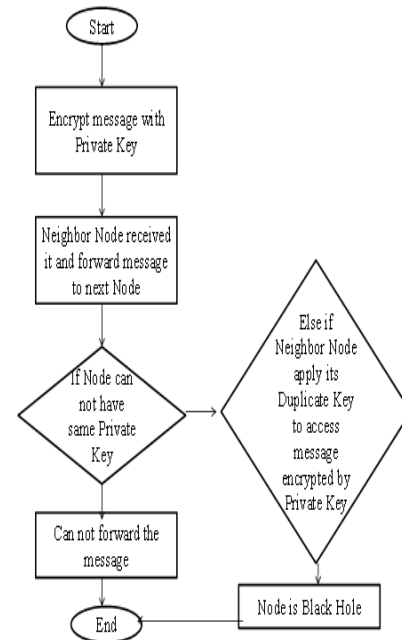 Start
Encrypt message with
Private Key
Neighbor Node received
it and forward message
to next Node
If Node can
not have
same Private
Key
Else if
Neighbor Node
apply its
Duplicate Key
to access
message
encrypted by
Private Key
Can not forward the
message
Node is Black Hole
End